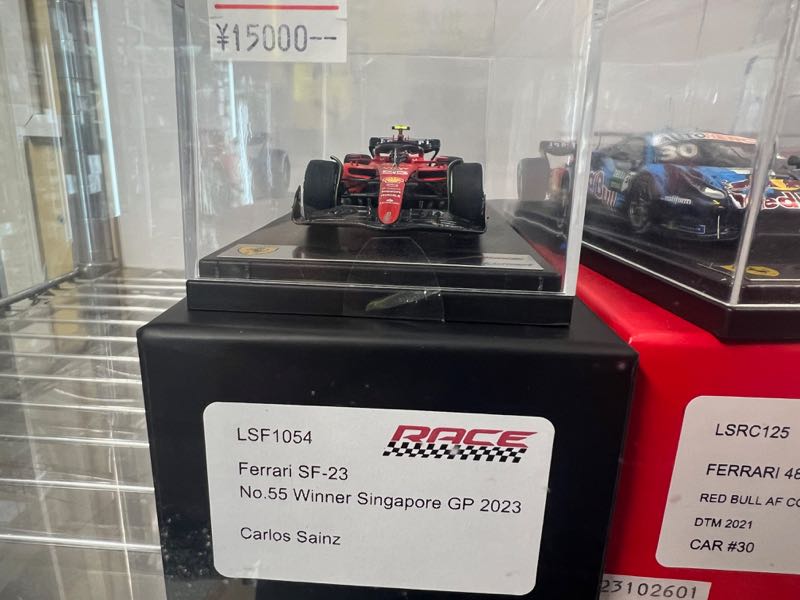 ¥15000--
30
LSF1054
RACE
Ferrari SF-23
No.55 Winner Singapore GP 2023
Carlos Sainz
LSRC125
FERRARI 48
RED BULL AF CO
DTM 2021
CAR #30
23102601